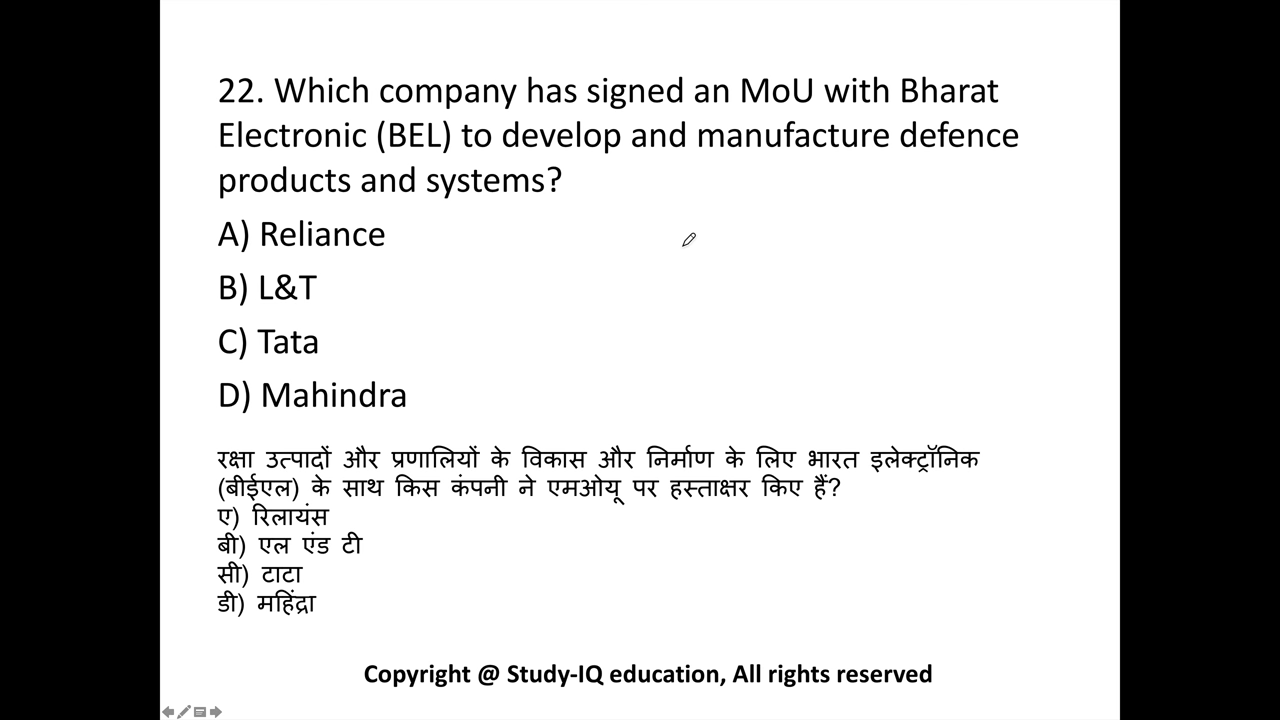 22. Which company has signed an MoU with Bharat
Electronic (BEL) to develop and manufacture defence
products and systems?
A) Reliance
B) L&T
C) Tata
D) Mahindra
रक्षा उत्पादों और प्रणालियों के विकास और निर्माण के लिए भारत इलेक्ट्रॉनिक
(बीईएल) के साथ किस कंपनी ने एमओयू पर हस्ताक्षर किए हैं?
ए) रिलायंस
बी) एल एंड टी
सी) टाटा
डी) महिंद्रा
Copyright @ Study-IQ education, All rights reserved